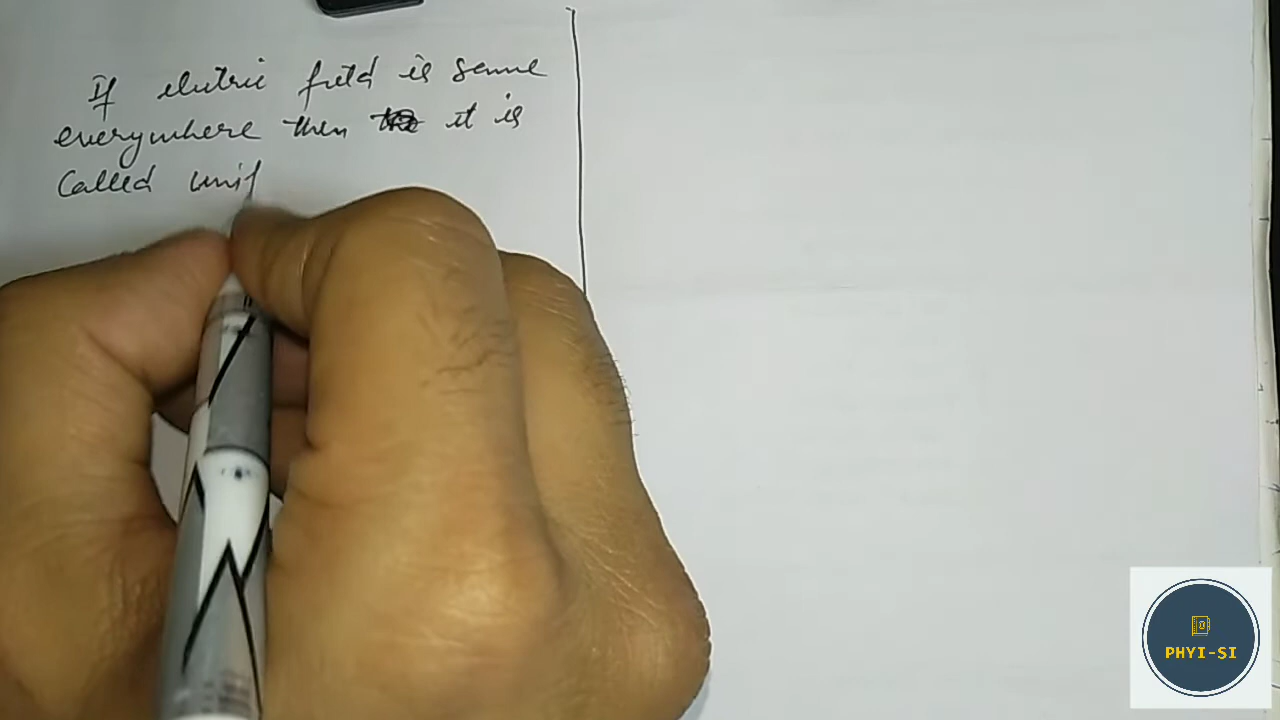 If electric field is same
everywhere then it is
Called unif
PHYI-SI